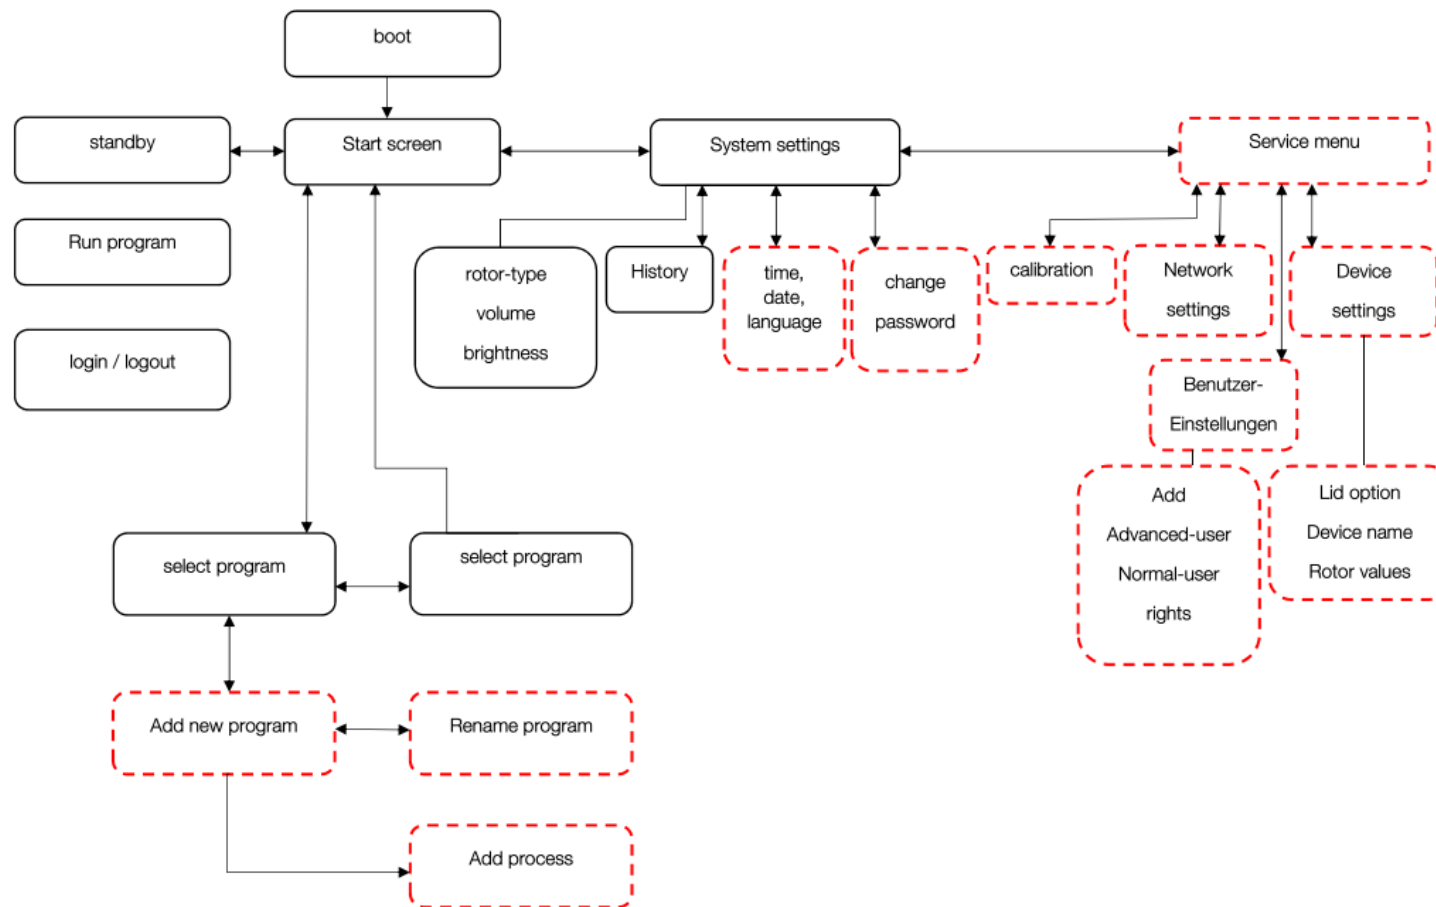 boot
standby
Start screen
System settings
Service menu
Run program
login / logout
rotor-type
volume
brightness
History
time,
date,
language
change
password
calibration
Network
settings
Device
settings
Benutzer-
Einstellungen
Add
Advanced-user
Normal-user
rights
Lid option
Device name
Rotor values
select program
select program
Add new program
Rename program
Add process